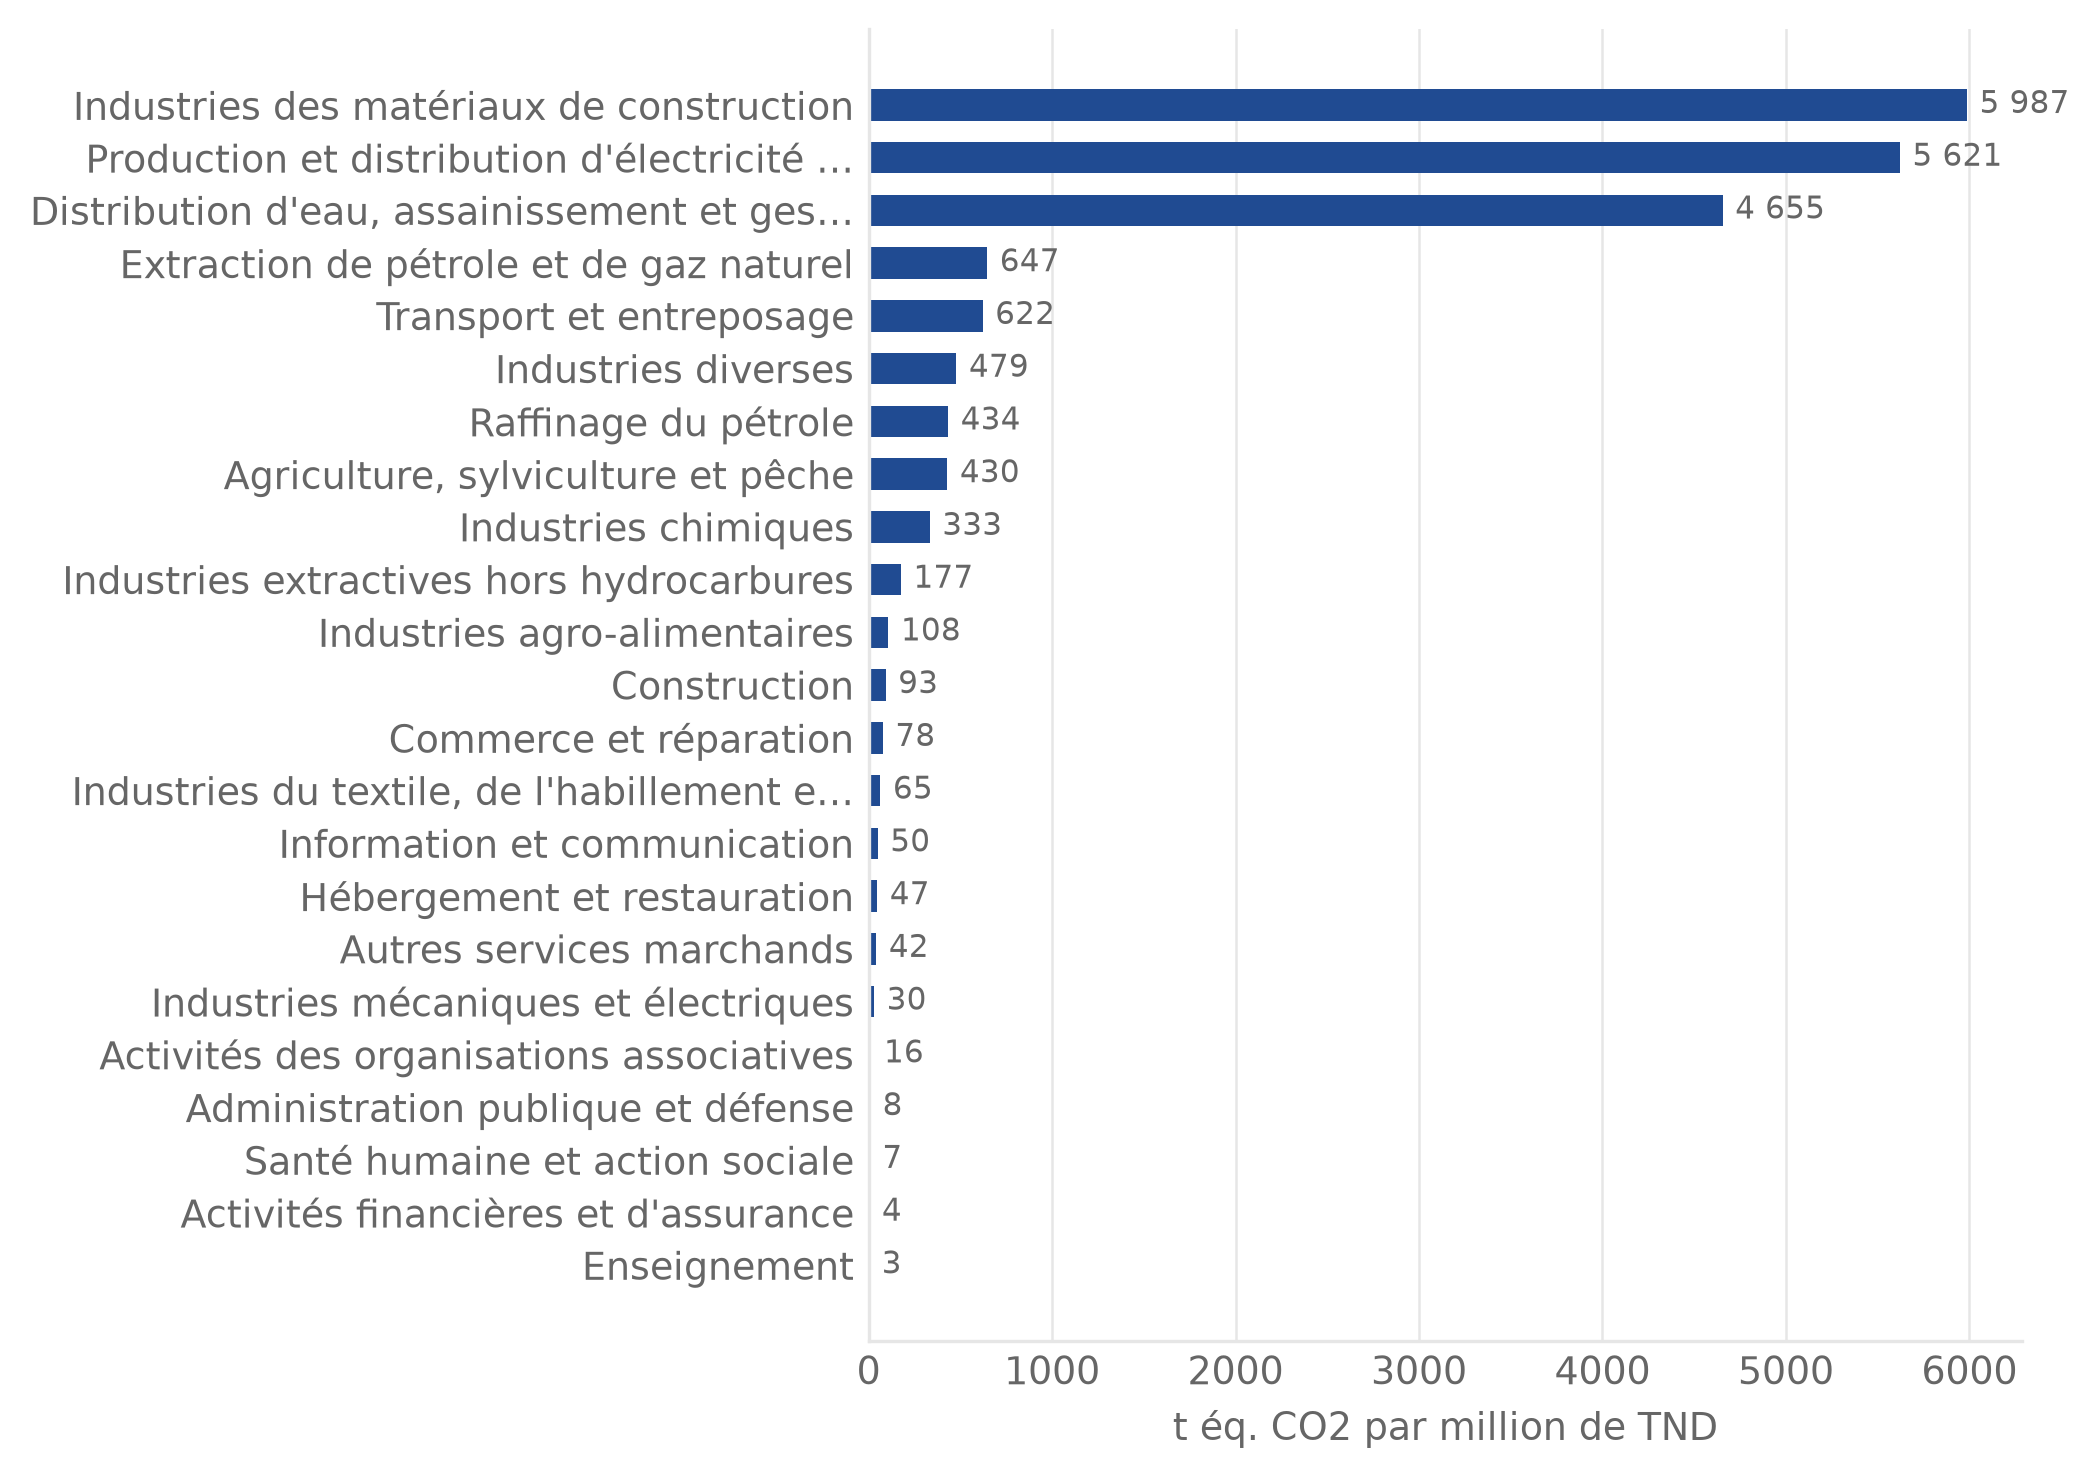 Industries des matériaux de construction 5 987
Production et distribution d'électricité ... 5 621
Distribution d'eau, assainissement et ges... 4 655
Extraction de pétrole et de gaz naturel 647
Transport et entreposage 622
Industries diverses 479
Raffinage du pétrole 434
Agriculture, sylviculture et pêche 430
Industries chimiques 333
Industries extractives hors hydrocarbures 177
Industries agro-alimentaires 108
Construction 93
Commerce et réparation 78
Industries du textile, de l'habillement e... 65
Information et communication 50
Hébergement et restauration 47
Autres services marchands 42
Industries mécaniques et électriques 30
Activités des organisations associatives 16
Administration publique et défense 8
Santé humaine et action sociale 7
Activités financières et d'assurance 4
Enseignement 3
0 1000 2000 3000 4000 5000 6000
t éq. CO2 par million de TND